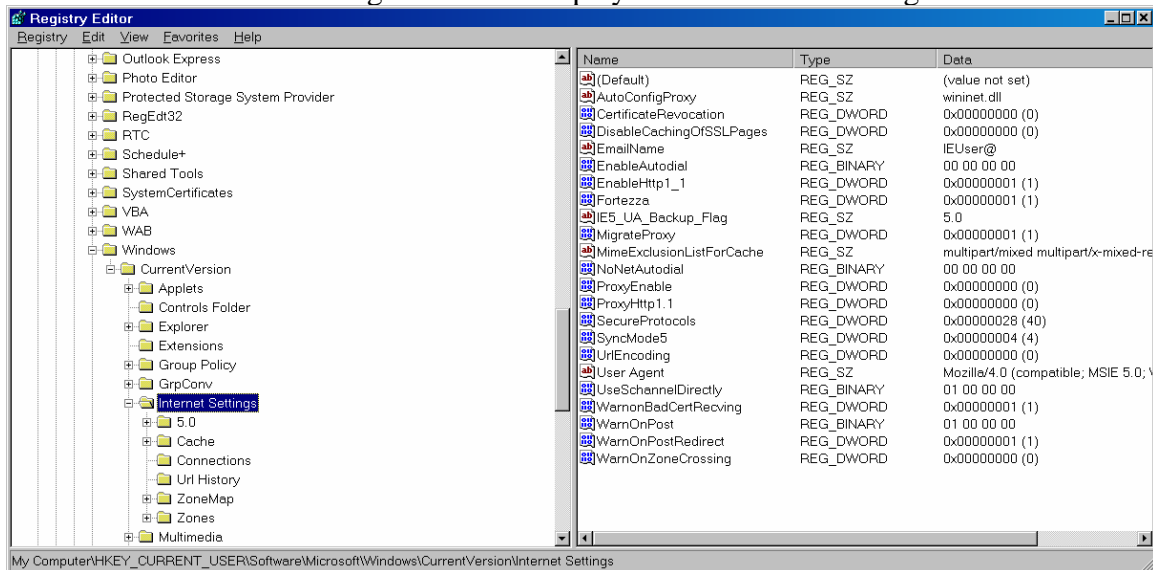 Registry Editor
Registry Edit View Favorites Help
Outlook Express
Photo Editor
Protected Storage System Provider
RegEdt32
RTC
Schedule+
Shared Tools
SystemCertificates
VBA
WAB
Windows
CurrentVersion
Applets
Controls Folder
Explorer
Extensions
Group Policy
GrpConv
Internet Settings
5.0
Cache
Connections
Url History
ZoneMap
Zones
Multimedia
Name Type Data
(Default) REG_SZ (value not set)
AutoConfigProxy REG_SZ wininet.dll
CertificateRevocation REG_DWORD 0x00000000 (0)
DisableCachingOfSSLPages REG_DWORD 0x00000000 (0)
EmailName REG_SZ IEUser@
EnableAutodial REG_BINARY 00 00 00 00
EnableHttp1_1 REG_DWORD 0x00000001 (1)
Fortezza REG_DWORD 0x00000001 (1)
IE5_UA_Backup_Flag REG_SZ 5.0
MigrateProxy REG_DWORD 0x00000001 (1)
MimeExclusionListForCache REG_SZ multipart/mixed multipart/x-mixed-re
NoNetAutodial REG_BINARY 00 00 00 00
ProxyEnable REG_DWORD 0x00000000 (0)
ProxyHttp1.1 REG_DWORD 0x00000000 (0)
SecureProtocols REG_DWORD 0x00000028 (40)
SyncMode5 REG_DWORD 0x00000004 (4)
UrlEncoding REG_DWORD 0x00000000 (0)
User Agent REG_SZ Mozilla/4.0 (compatible; MSIE 5.0;
UseSchannelDirectly REG_BINARY 01 00 00 00
WarnonBadCertRecving REG_DWORD 0x00000001 (1)
WarnOnPost REG_BINARY 01 00 00 00
WarnOnPostRedirect REG_DWORD 0x00000001 (1)
WarnOnZoneCrossing REG_DWORD 0x00000000 (0)
My Computer\HKEY_CURRENT_USER\Software\Microsoft\Windows\CurrentVersion\Internet Settings